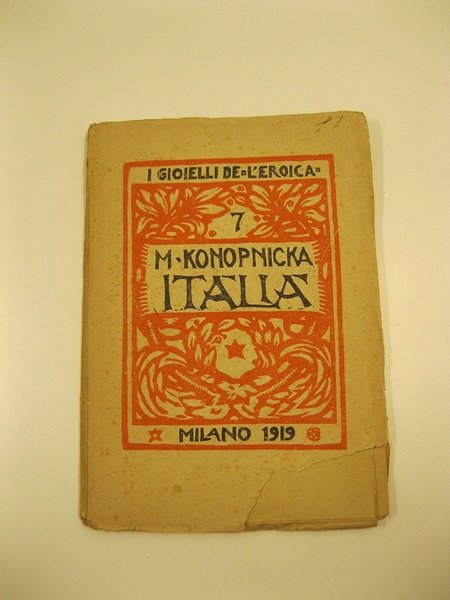 I GIOIELLI DE "L'EROICA"
7
M·KONOPNICKA
ITALIA
MILANO 1919